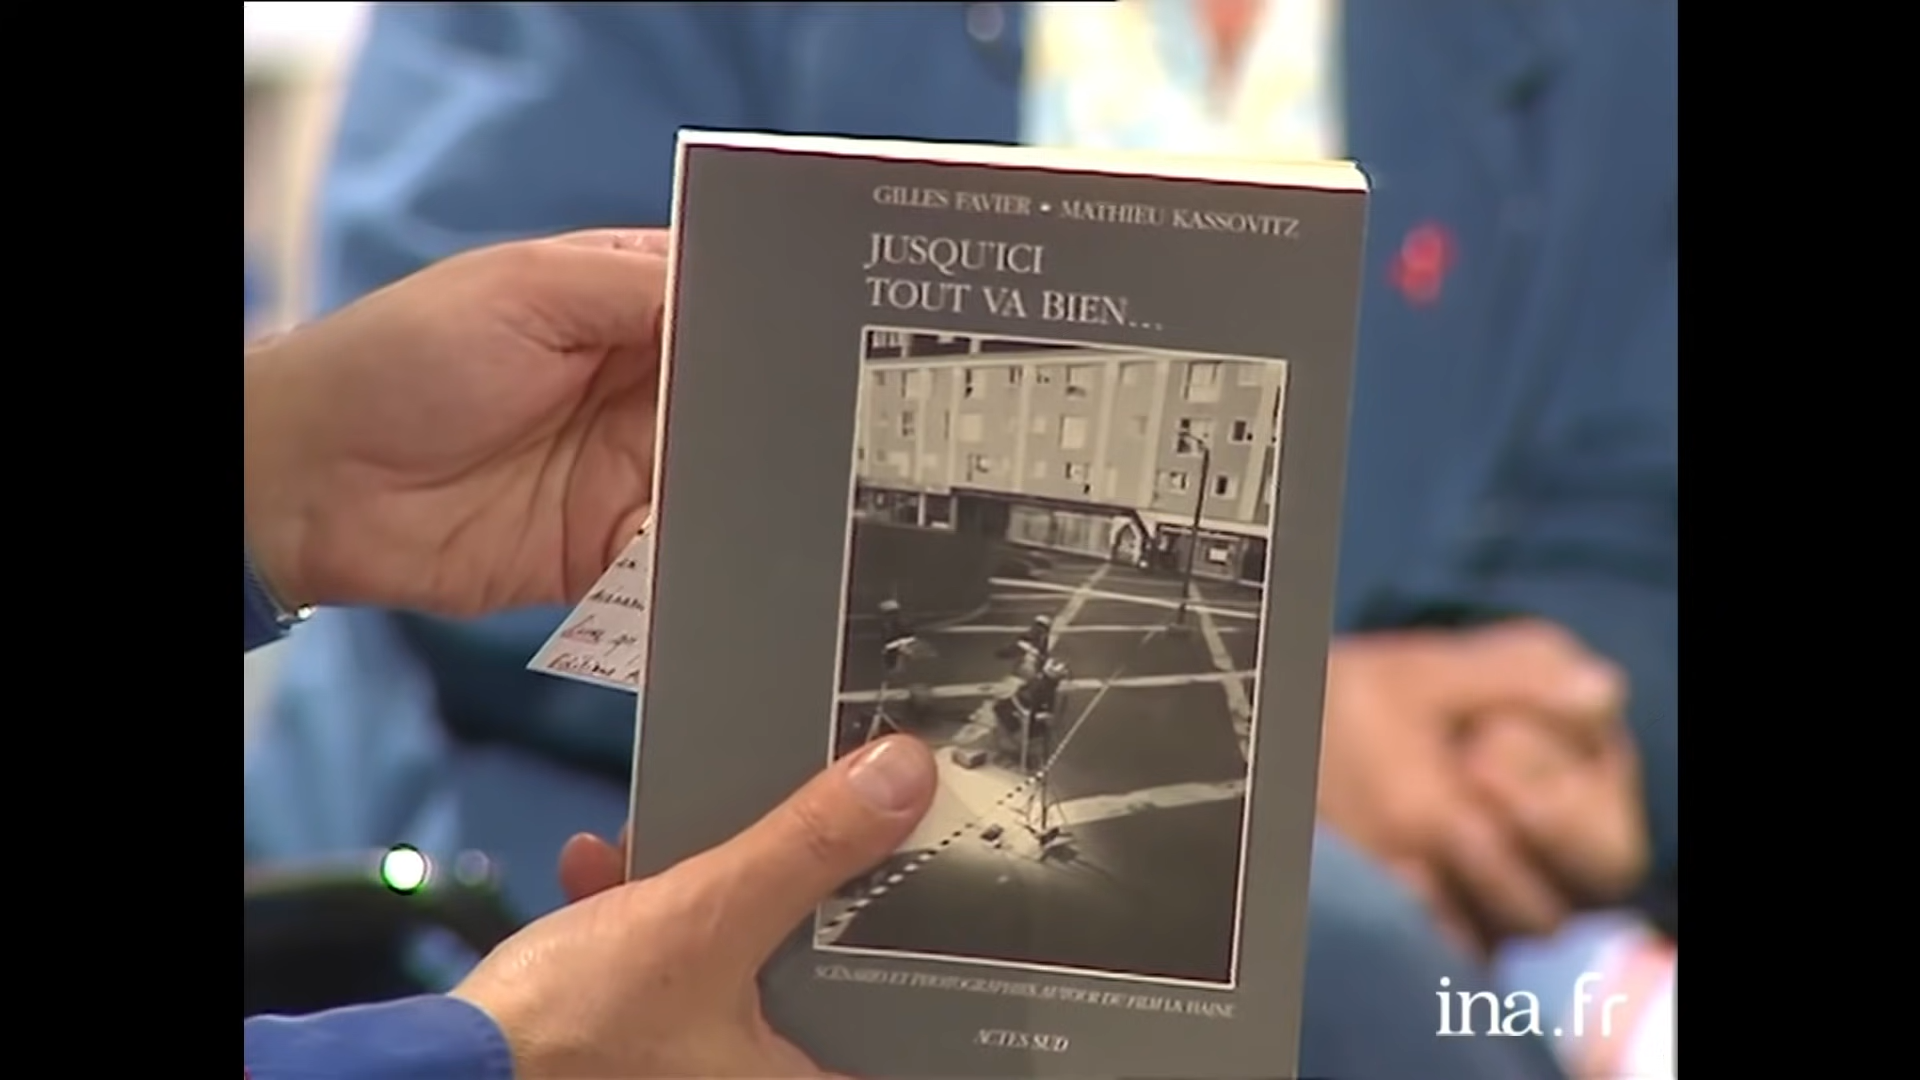 GILLES FAVIER • MATHIEU KASSOVITZ
JUSQU'ICI
TOUT VA BIEN...
SCÉNARIO ET PHOTOGRAPHIES AUTOUR DU FILM LA HAINE
ACTES SUD
ina.fr